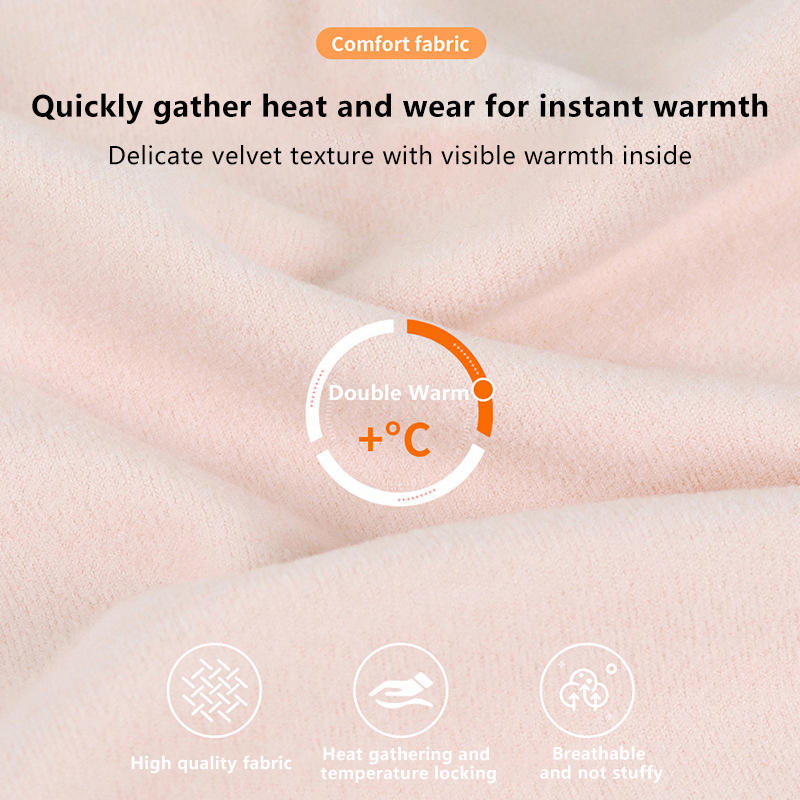 Comfort fabric
Quickly gather heat and wear for instant warmth
Delicate velvet texture with visible warmth inside
Double Warm
+°C
High quality fabric
Heat gathering and
temperature locking
Breathable
and not stuffy